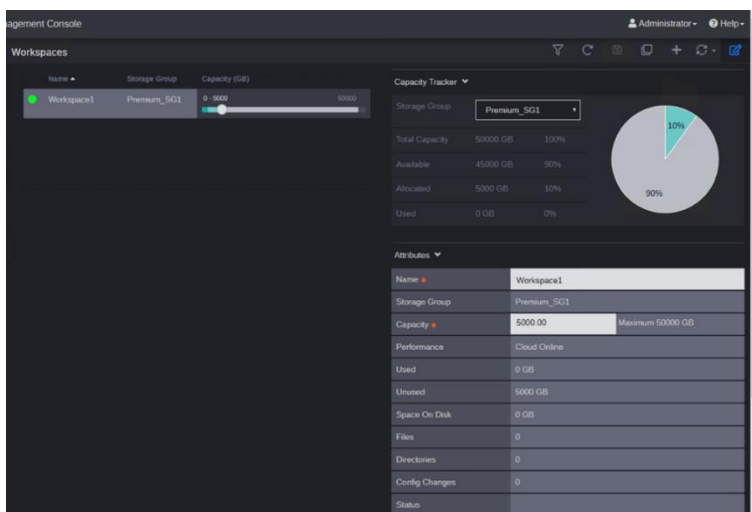 agement Console
Administrator
Help
Workspaces
Name
Storage Group
Capacity (GB)
Workspace1
Premium_SG1
0 - 5000
50000
Capacity Tracker
Storage Group
Premium_SG1
Total Capacity
50000 GB
100%
Available
45000 GB
90%
Allocated
5000 GB
10%
Used
0 GB
0%
10%
90%
Attributes
Name
Workspace1
Storage Group
Premium_SG1
Capacity
5000.00
Maximum 50000 GB
Performance
Cloud Online
Used
0 GB
Unused
5000 GB
Space On Disk
0 GB
Files
0
Directories
0
Config Changes
0
Status